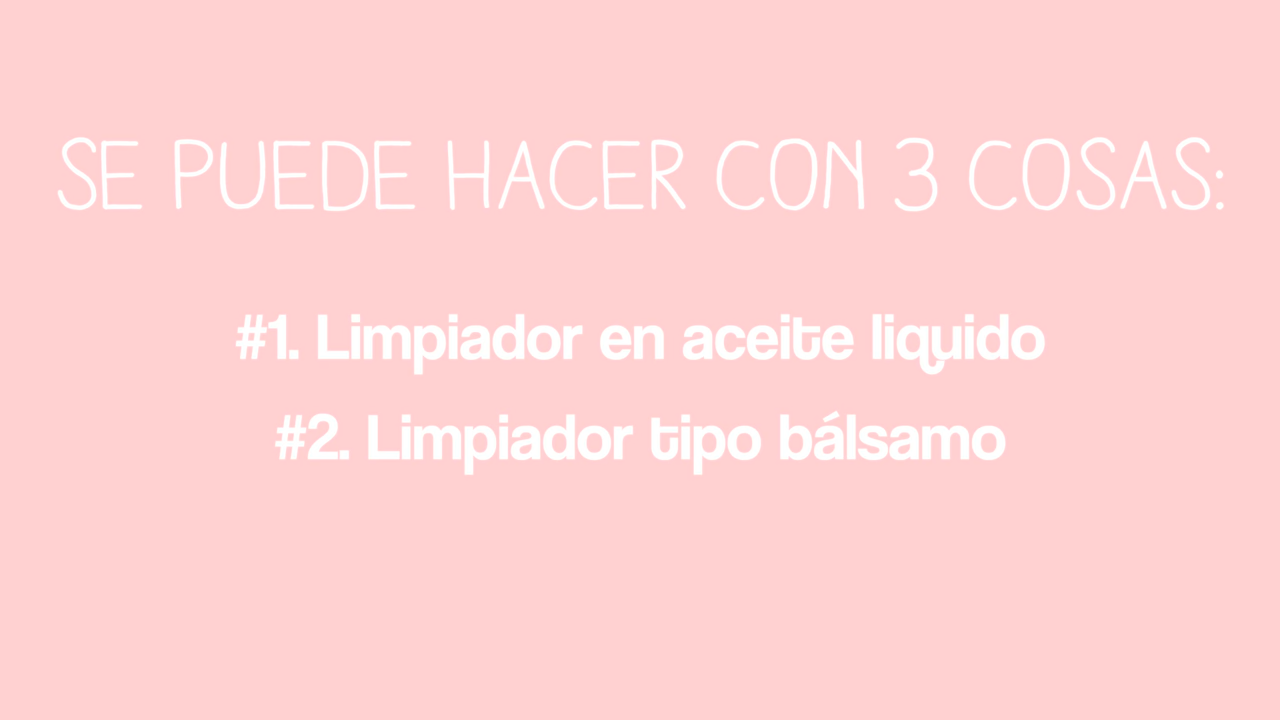 SE PUEDE HACER CON 3 COSAS:
#1. Limpiador en aceite liquido
#2. Limpiador tipo bálsamo